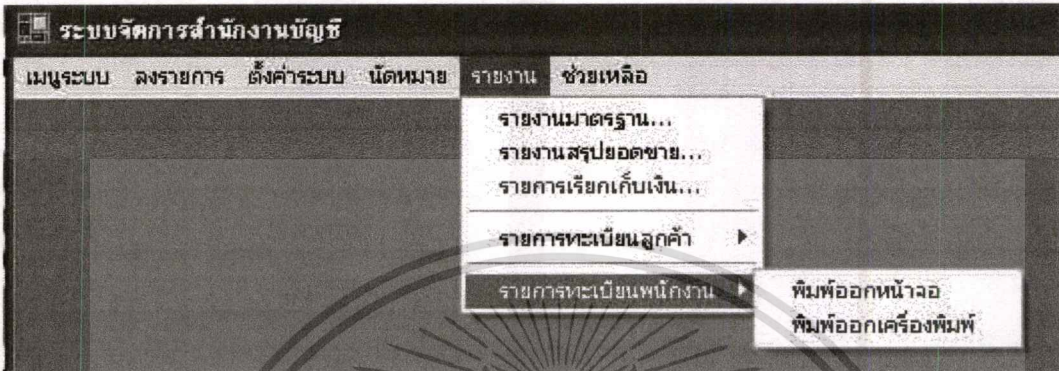 ระบบจัดการสำนักงานบัญชี
เมนูระบบ ลงรายการ ตั้งค่าระบบ นัดหมาย รายงาน ช่วยเหลือ
รายงานมาตรฐาน...
รายงานสรุปยอดขาย...
รายการเรียกเก็บเงิน...
รายการทะเบียนลูกค้า
รายการทะเบียนพนักงาน
พิมพ์ออกหน้าจอ
พิมพ์ออกเครื่องพิมพ์